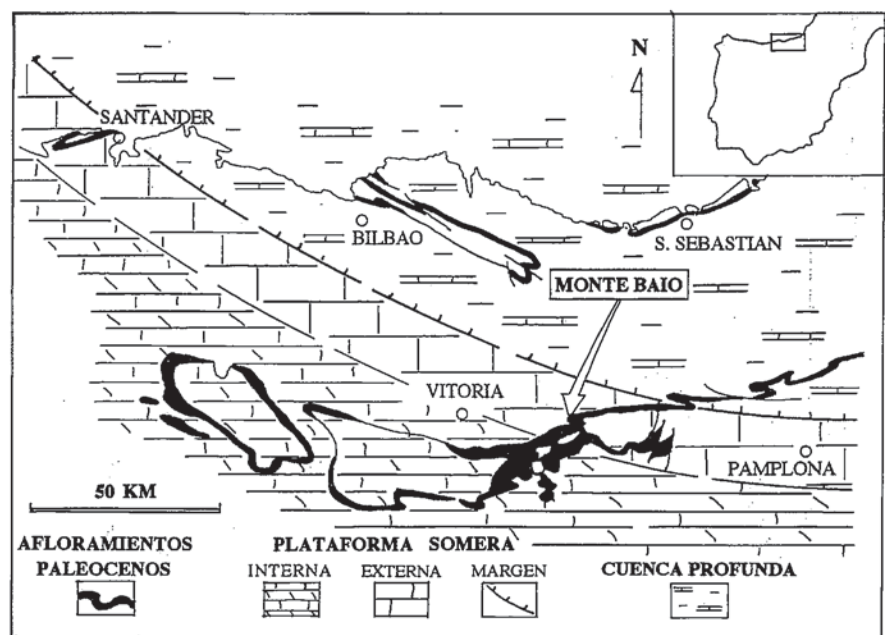 N
SANTANDER
BILBAO
S. SEBASTIAN
MONTE BAIO
VITORIA
PAMPLONA
50 KM
AFLORAMIENTOS
PALEOCENOS
PLATAFORMA SOMERA
INTERNA
EXTERNA
MARGEN
CUENCA PROFUNDA